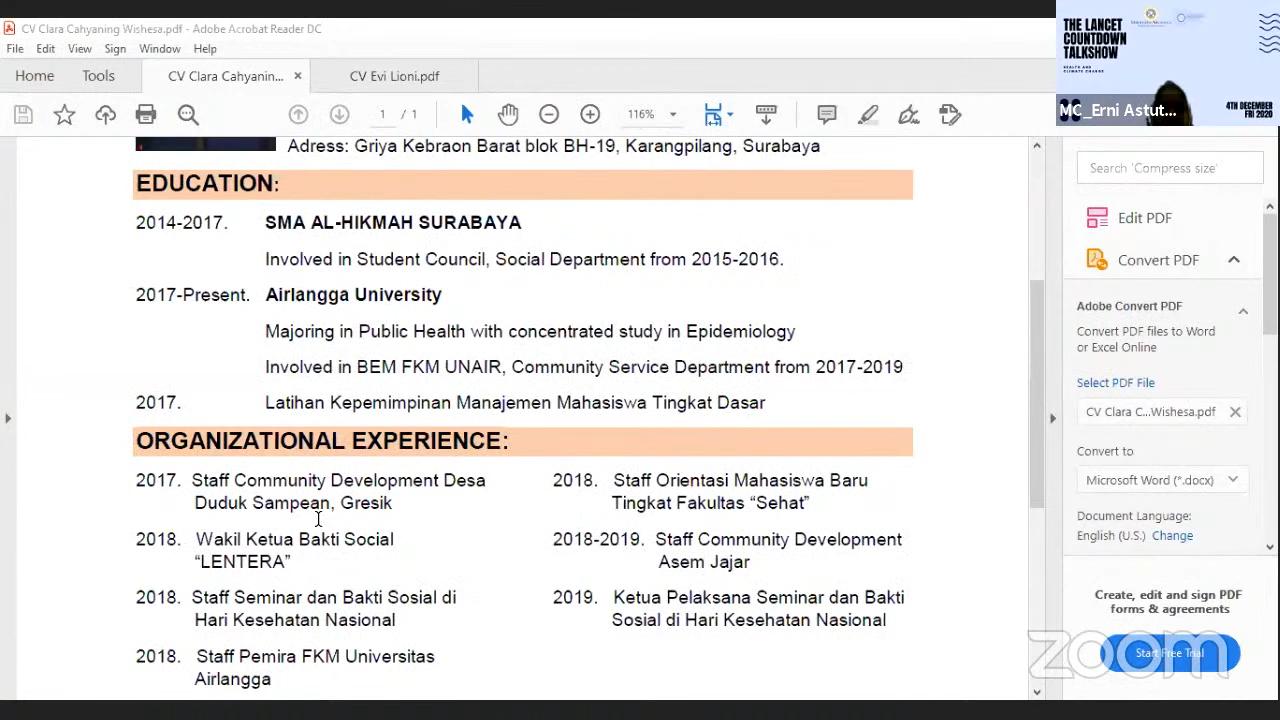 CV Clara Cahyaning Wishesa.pdf - Adobe Acrobat Reader DC
File Edit View Sign Window Help
Home Tools CV Clara Cahyanin... × CV Evi Lioni.pdf
1 / 1 116%
Adress: Griya Kebraon Barat blok BH-19, Karangpilang, Surabaya
EDUCATION:
2014-2017. SMA AL-HIKMAH SURABAYA
Involved in Student Council, Social Department from 2015-2016.
2017-Present. Airlangga University
Majoring in Public Health with concentrated study in Epidemiology
Involved in BEM FKM UNAIR, Community Service Department from 2017-2019
2017. Latihan Kepemimpinan Manajemen Mahasiswa Tingkat Dasar
ORGANIZATIONAL EXPERIENCE:
2017. Staff Community Development Desa
Duduk Sampean, Gresik
2018. Wakil Ketua Bakti Social
“LENTERA”
2018. Staff Seminar dan Bakti Sosial di
Hari Kesehatan Nasional
2018. Staff Pemira FKM Universitas
Airlangga
2018. Staff Orientasi Mahasiswa Baru
Tingkat Fakultas “Sehat”
2018-2019. Staff Community Development
Asem Jajar
2019. Ketua Pelaksana Seminar dan Bakti
Sosial di Hari Kesehatan Nasional
THE LANCET
COUNTDOWN
TALKSHOW
HEALTH AND
CLIMATE CHANGE
MC_Erni Astut...
4TH DECEMBER
FRI 2020
Search 'Compress size'
Edit PDF
Convert PDF
Adobe Convert PDF
Convert PDF files to Word
or Excel Online
Select PDF File
CV Clara C...Wishesa.pdf
Convert to
Microsoft Word (*.docx)
Document Language:
English (U.S.) Change
Create, edit and sign PDF
forms & agreements
Start Free Trial
zoom